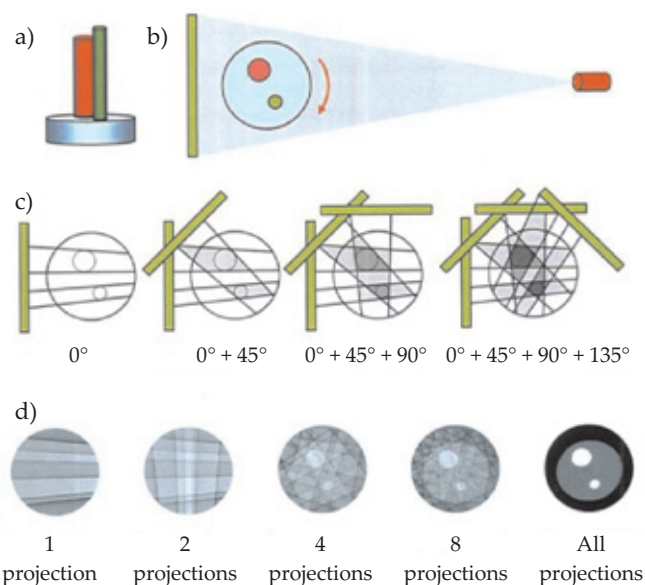 a)
b)
c)
0°
0° + 45°
0° + 45° + 90°
0° + 45° + 90° + 135°
d)
1
projection
2
projections
4
projections
8
projections
All
projections